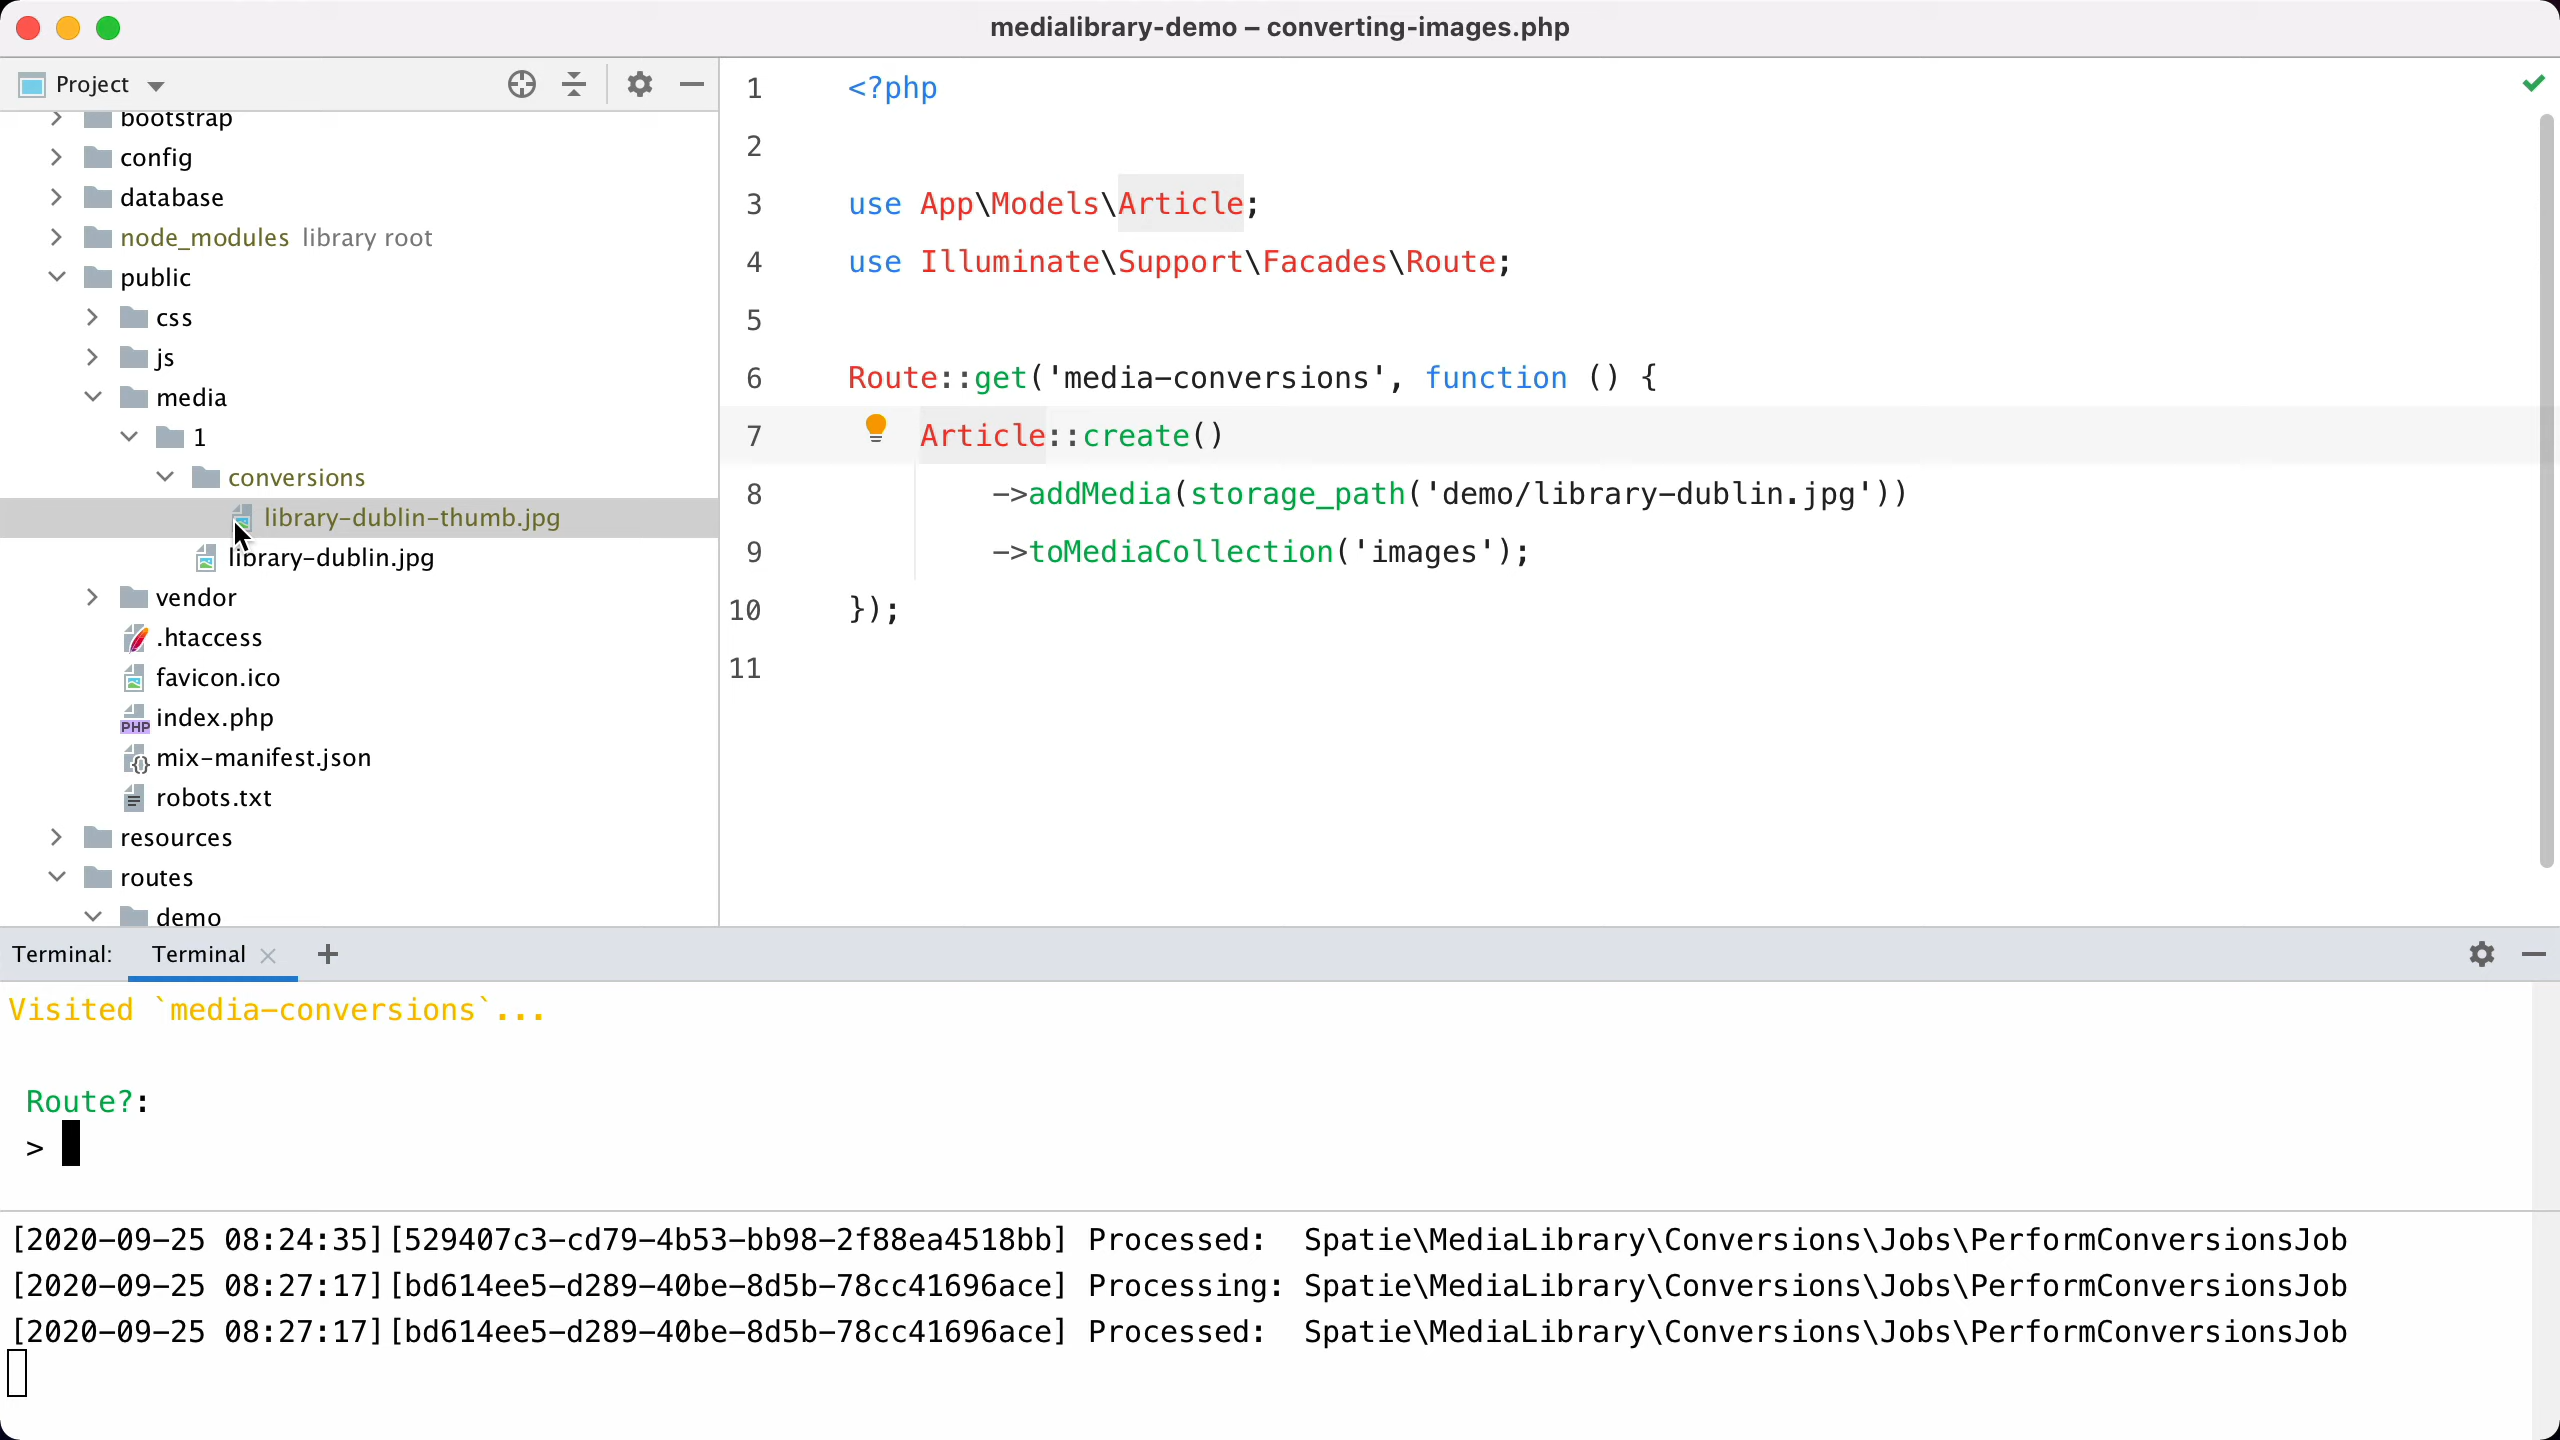 medialibrary-demo – converting-images.php
Project
bootstrap
config
database
node_modules library root
public
css
js
media
1
conversions
library-dublin-thumb.jpg
library-dublin.jpg
vendor
.htaccess
favicon.ico
PHP index.php
mix-manifest.json
robots.txt
resources
routes
demo
1 <?php
2
3 use App\Models\Article;
4 use Illuminate\Support\Facades\Route;
5
6 Route::get('media-conversions', function () {
7 Article::create()
8 ->addMedia(storage_path('demo/library-dublin.jpg'))
9 ->toMediaCollection('images');
10 });
11
Terminal: Terminal
Visited `media-conversions`...
Route?:
>
[2020-09-25 08:24:35][529407c3-cd79-4b53-bb98-2f88ea4518bb] Processed: Spatie\MediaLibrary\Conversions\Jobs\PerformConversionsJob
[2020-09-25 08:27:17][bd614ee5-d289-40be-8d5b-78cc41696ace] Processing: Spatie\MediaLibrary\Conversions\Jobs\PerformConversionsJob
[2020-09-25 08:27:17][bd614ee5-d289-40be-8d5b-78cc41696ace] Processed: Spatie\MediaLibrary\Conversions\Jobs\PerformConversionsJob